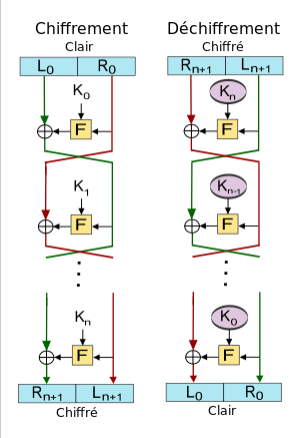 Chiffrement Déchiffrement
Clair Chiffré
L0 R0 Rn+1 Ln+1
K0 Kn
F F
K1 Kn-1
F F
Kn K0
F F
Rn+1 Ln+1 L0 R0
Chiffré Clair